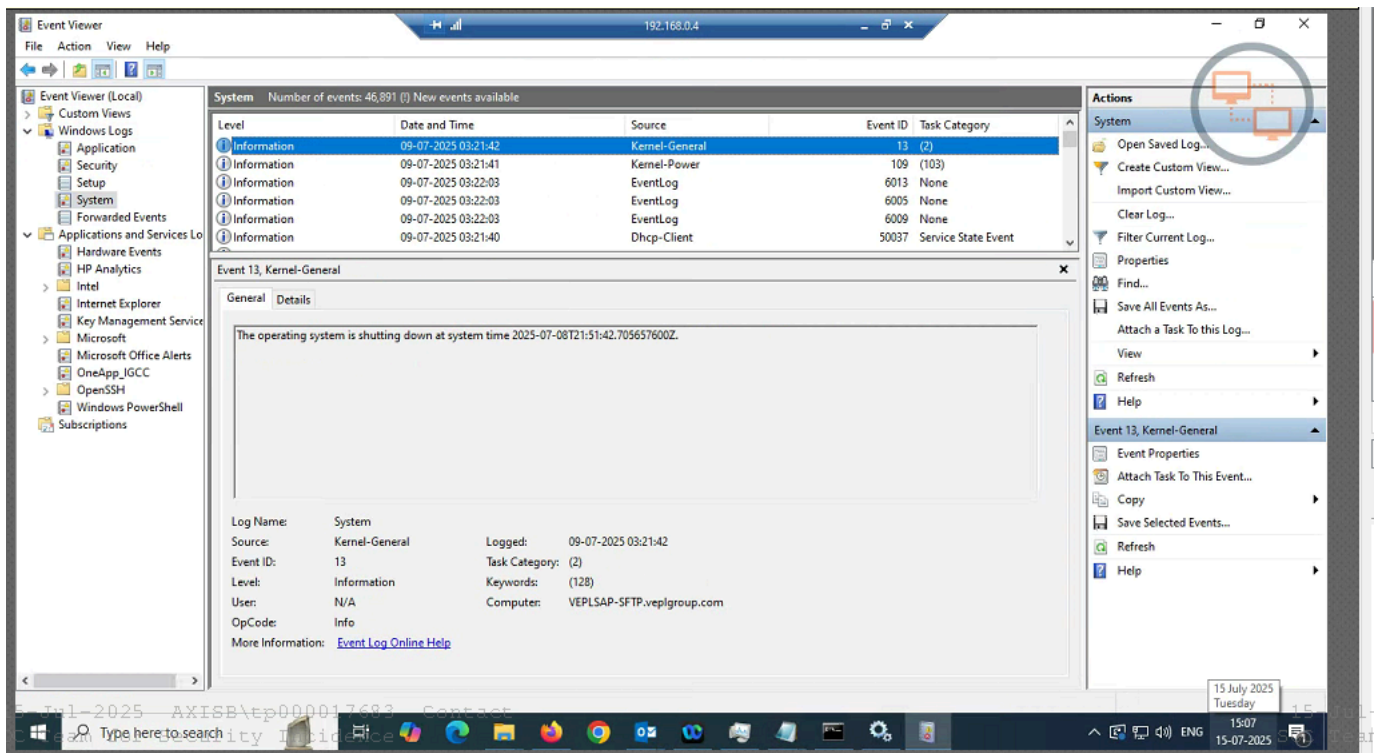 Event Viewer
192.168.0.4
File Action View Help
Event Viewer (Local)
Custom Views
Windows Logs
Application
Security
Setup
System
Forwarded Events
Applications and Services Lo
Hardware Events
HP Analytics
Intel
Internet Explorer
Key Management Service
Microsoft
Microsoft Office Alerts
OneApp_IGCC
OpenSSH
Windows PowerShell
Subscriptions
System Number of events: 46,891 (!) New events available
Level Date and Time Source Event ID Task Category
Information 09-07-2025 03:21:42 Kernel-General 13 (2)
Information 09-07-2025 03:21:41 Kernel-Power 109 (103)
Information 09-07-2025 03:22:03 EventLog 6013 None
Information 09-07-2025 03:22:03 EventLog 6005 None
Information 09-07-2025 03:22:03 EventLog 6009 None
Information 09-07-2025 03:21:40 Dhcp-Client 50037 Service State Event
Event 13, Kernel-General
General Details
The operating system is shutting down at system time 2025-07-08T21:51:42.705657600Z.
Log Name: System
Source: Kernel-General Logged: 09-07-2025 03:21:42
Event ID: 13 Task Category: (2)
Level: Information Keywords: (128)
User: N/A Computer: VEPLSAP-SFTP.veplgroup.com
OpCode: Info
More Information: Event Log Online Help
Actions
System
Open Saved Log...
Create Custom View...
Import Custom View...
Clear Log...
Filter Current Log...
Properties
Find...
Save All Events As...
Attach a Task To this Log...
View
Refresh
Help
Event 13, Kernel-General
Event Properties
Attach Task To This Event...
Copy
Save Selected Events...
Refresh
Help
15 July 2025
Tuesday
5-Jul-2025 AXISB\tp000017683 Contact
Type here to search
ENG
15:07
15-07-2025